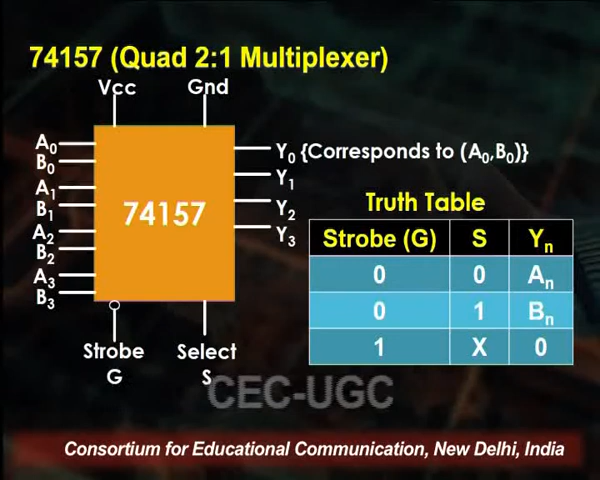 74157 (Quad 2:1 Multiplexer)
Vcc Gnd
A₀
B₀
A₁
B₁
A₂
B₂
A₃
B₃
74157
Y₀ {Corresponds to (A₀,B₀)}
Y₁
Y₂
Y₃
Strobe G
Select S
Truth Table
Strobe (G) S Yₙ
0 0 Aₙ
0 1 Bₙ
1 X 0
CEC-UGC
Consortium for Educational Communication, New Delhi, India